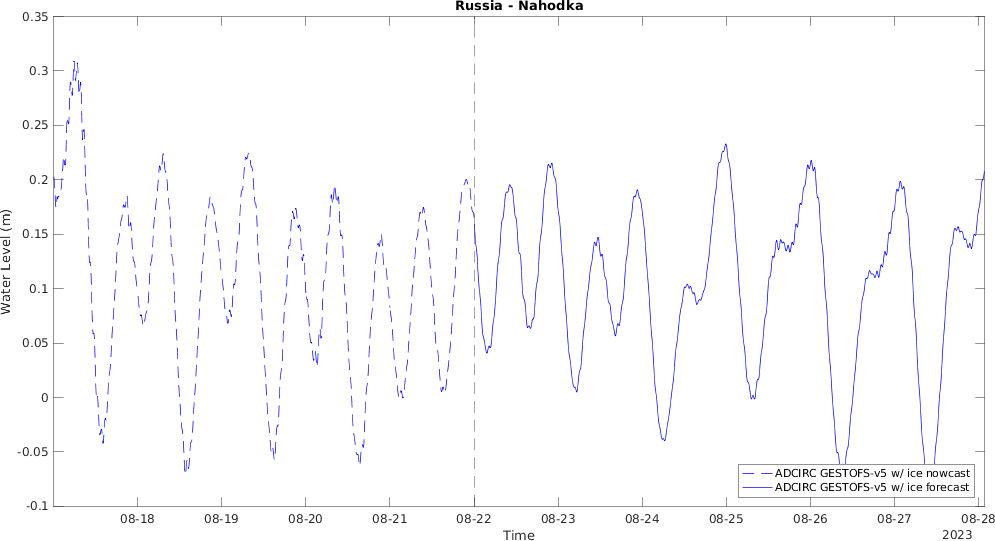 Russia - Nahodka
0.35
0.3
0.25
0.2
0.15
0.1
0.05
0
-0.05
-0.1
Water Level (m)
ADCIRC GESTOFS-v5 w/ ice nowcast
ADCIRC GESTOFS-v5 w/ ice forecast
08-18 08-19 08-20 08-21 08-22 08-23 08-24 08-25 08-26 08-27 08-28
Time
2023